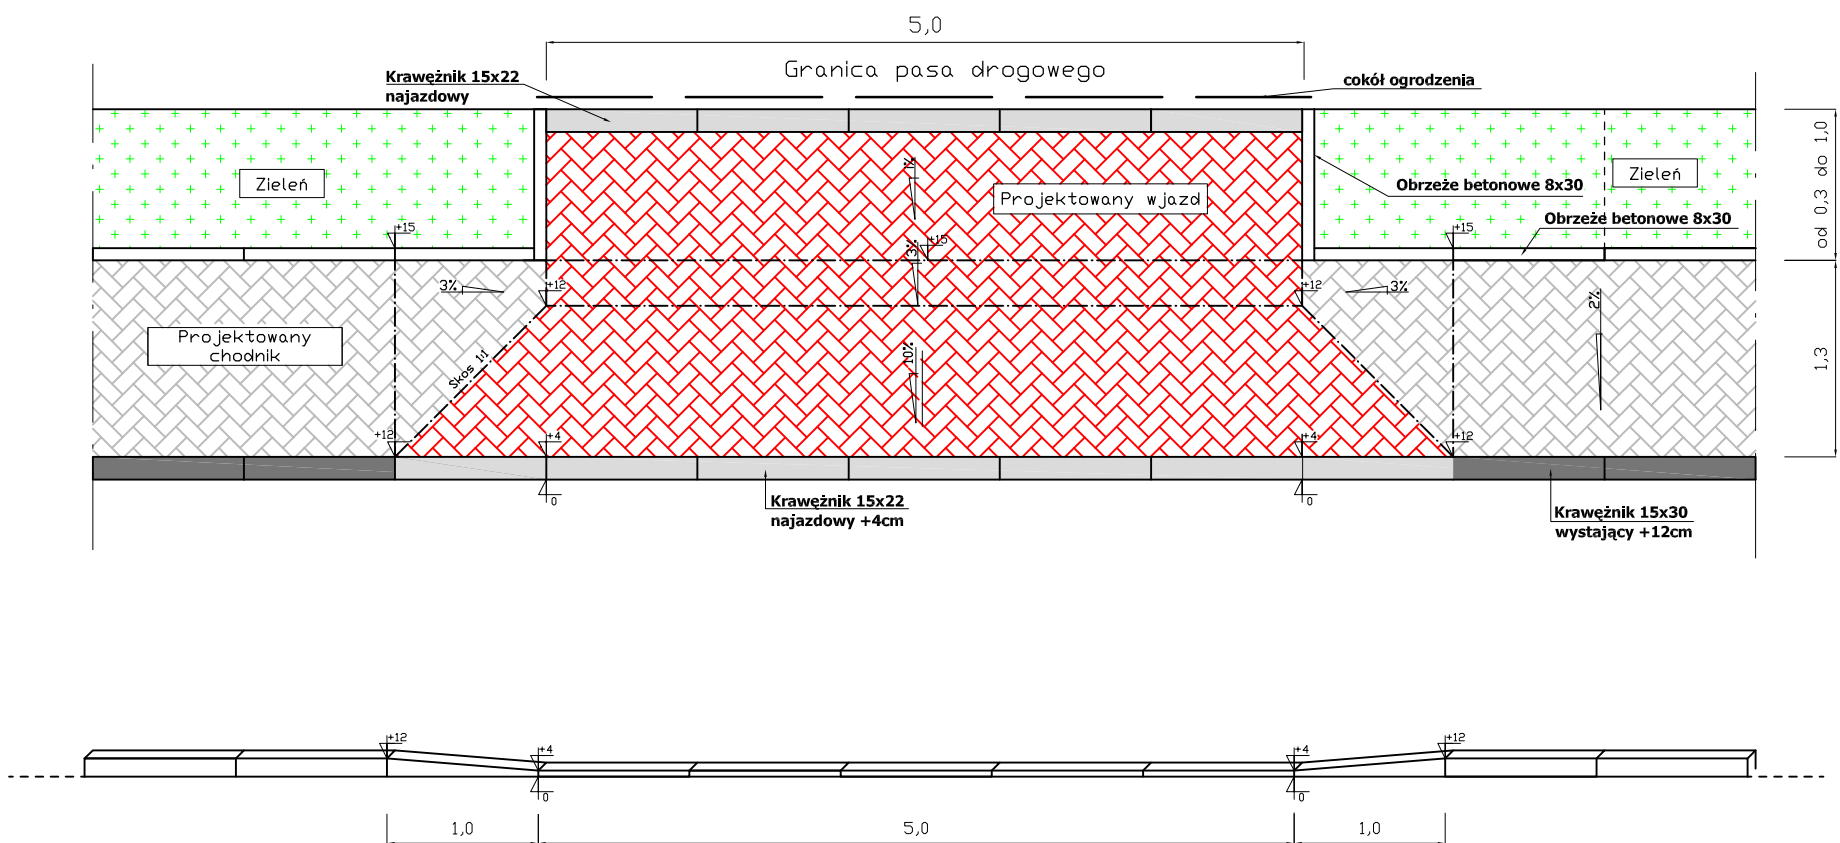 5,0
Granica pasa drogowego
Krawężnik 15x22
najazdowy
cokół ogrodzenia
Zieleń
1%
Projektowany wjazd
Obrzeże betonowe 8x30
Zieleń
Obrzeże betonowe 8x30
od 0,3 do 1,0
+15
+15
+15
3%
3%
+12
+12
3%
2%
Projektowany
chodnik
Skos 1:1
10%
1,3
+12
+4
+4
+12
0
0
Krawężnik 15x22
najazdowy +4cm
Krawężnik 15x30
wystający +12cm
+12
+4
+4
+12
0
0
1,0
5,0
1,0